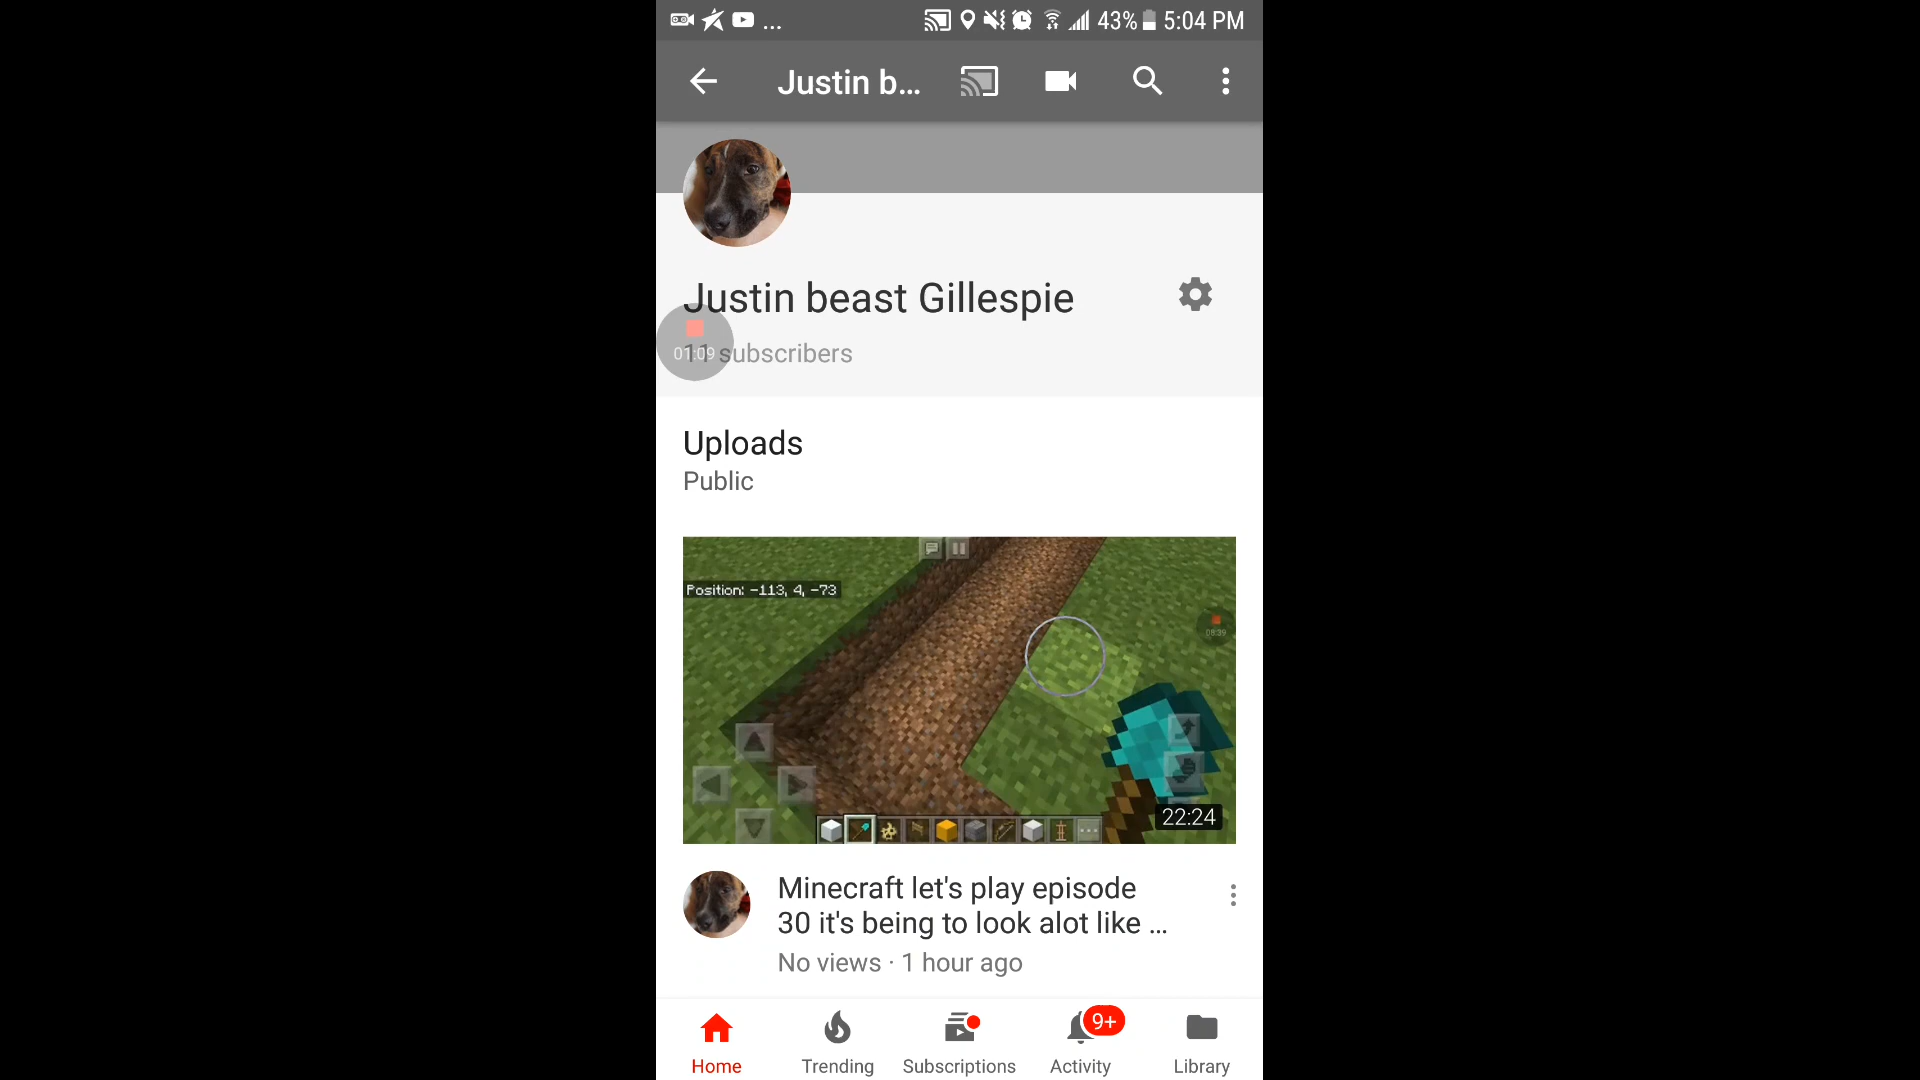 ... 43% 5:04 PM
Justin b...
Justin beast Gillespie
01:09
11 subscribers
Uploads
Public
Position: -113, 4, -73
08:39
22:24
Minecraft let's play episode
30 it's being to look alot like ...
No views · 1 hour ago
9+
Home Trending Subscriptions Activity Library